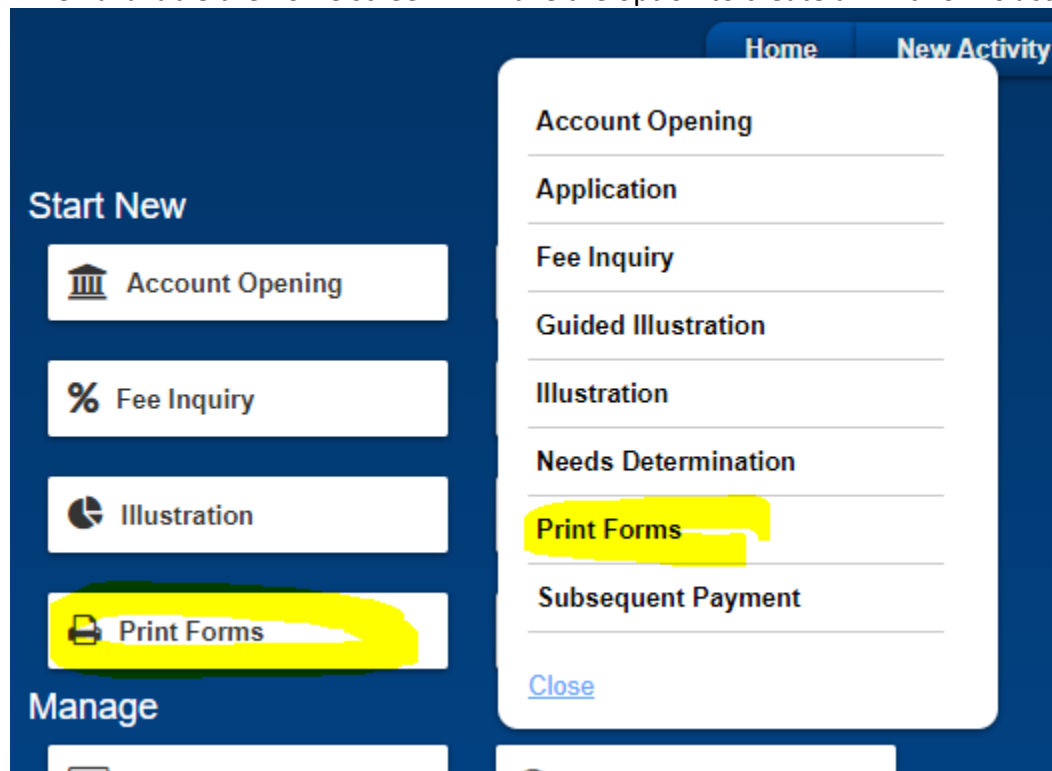 Home New Activity
Start New
Account Opening
Fee Inquiry
Illustration
Print Forms
Manage
Account Opening
Application
Fee Inquiry
Guided Illustration
Illustration
Needs Determination
Print Forms
Subsequent Payment
Close